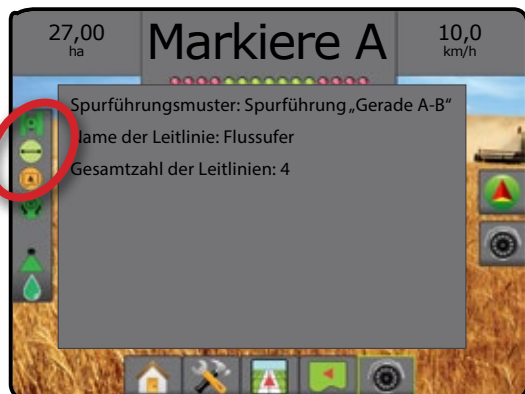 27,00
ha
Markiere A
10,0
km/h
Spurführungsmuster: Spurführung „Gerade A-B“
Name der Leitlinie: Flussufer
Gesamtzahl der Leitlinien: 4